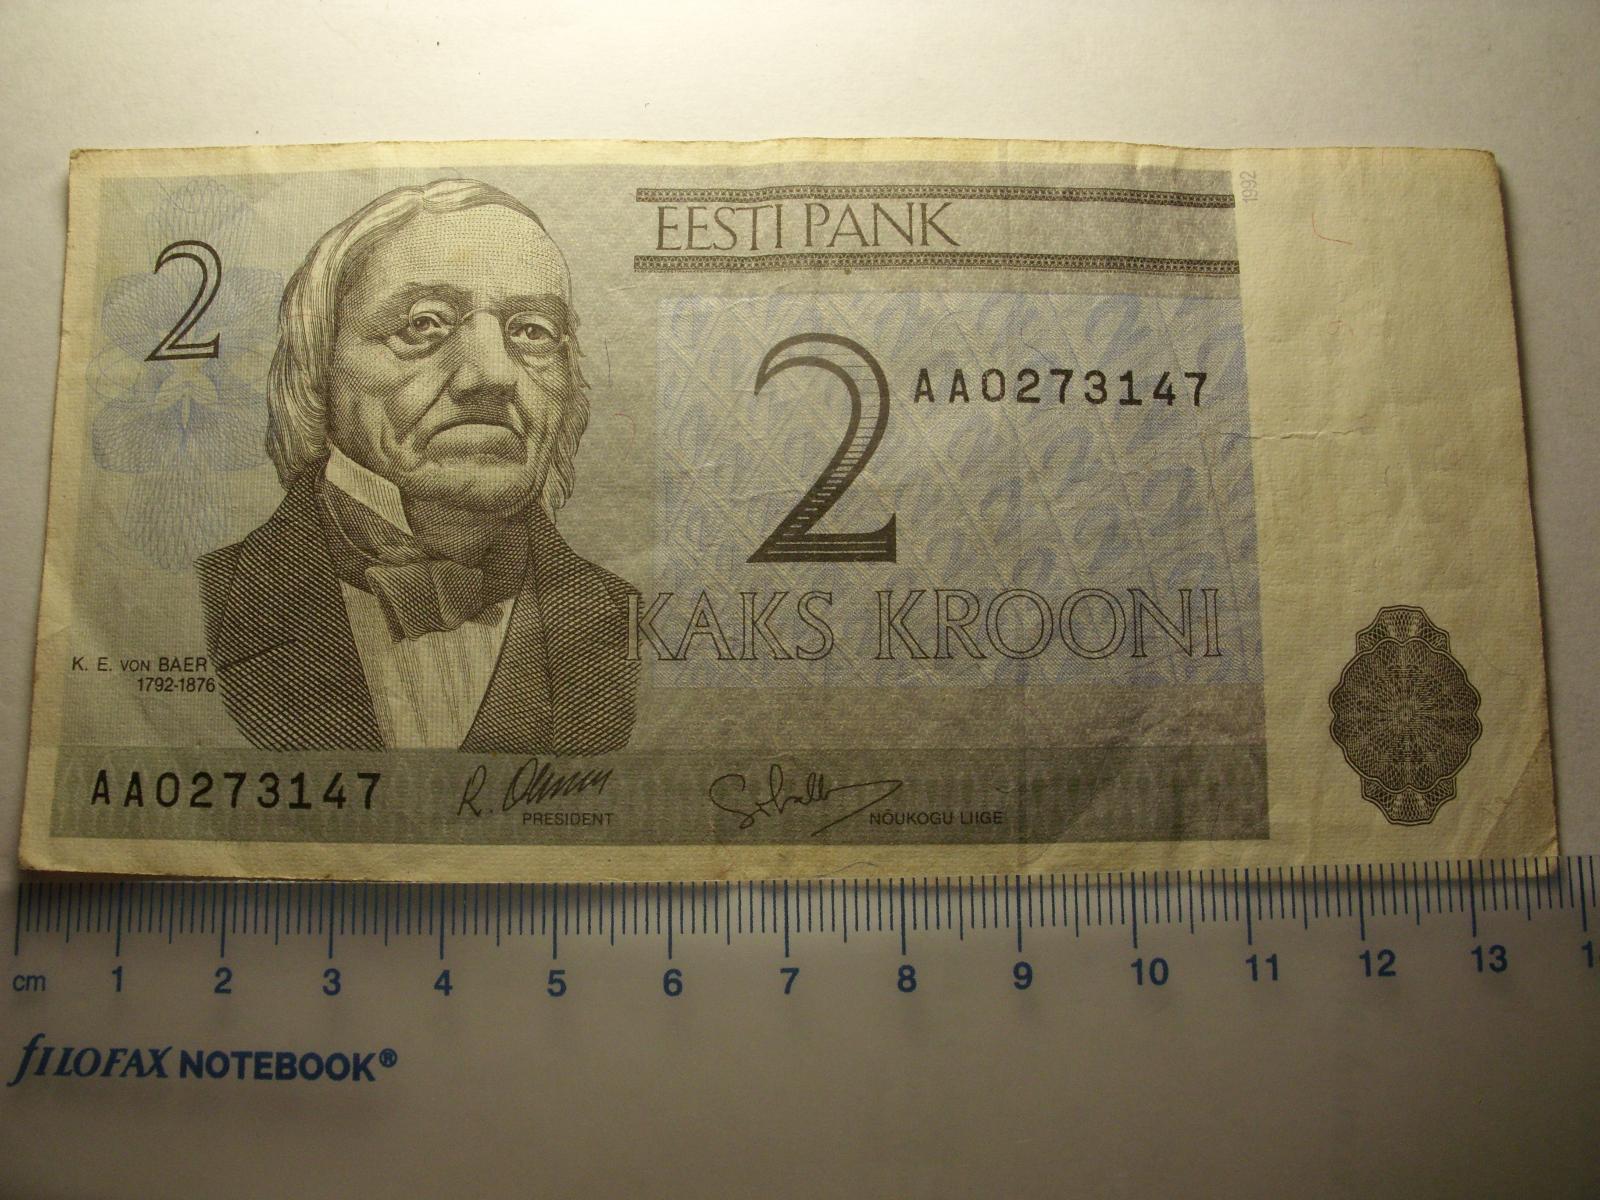 1992
EESTI PANK
2
2
AA0273147
KAKS KROONI
K. E. VON BAER
1792-1876
AA0273147
PRESIDENT
NÕUKOGU LIIGE
cm 1 2 3 4 5 6 7 8 9 10 11 12 13
fILOFAX NOTEBOOK®